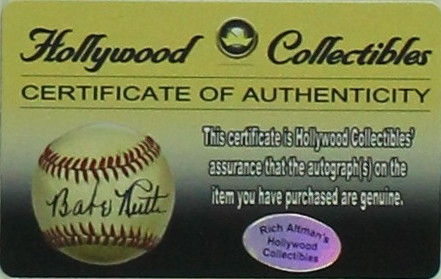 Hollywood Collectibles
CERTIFICATE OF AUTHENTICITY
This certificate is Hollywood Collectibles'
assurance that the autograph(s) on the
item you have purchased are genuine.
Babe Ruth
Rich Altman's
Hollywood
Collectibles